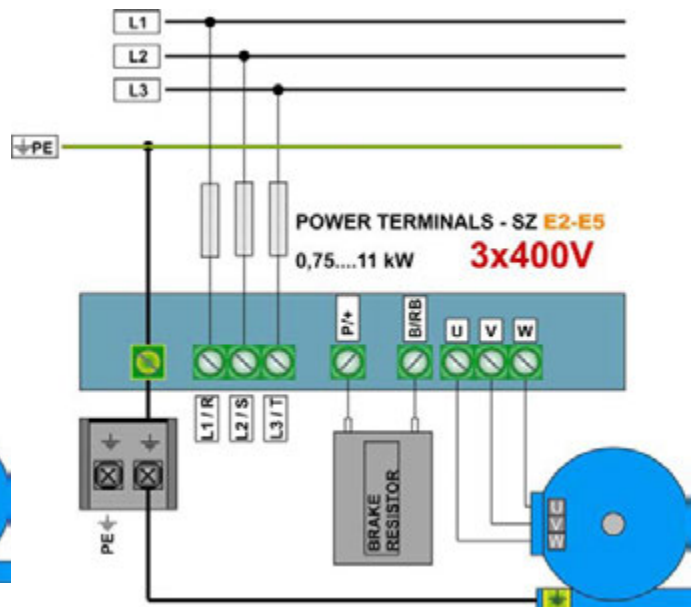 L1
L2
L3
PE
POWER TERMINALS - SZ E2-E5
0,75....11 kW 3x400V
P/+
B/RB
U
V
W
L1 / R
L2 / S
L3 / T
PE
BRAKE
RESISTOR
U
V
W